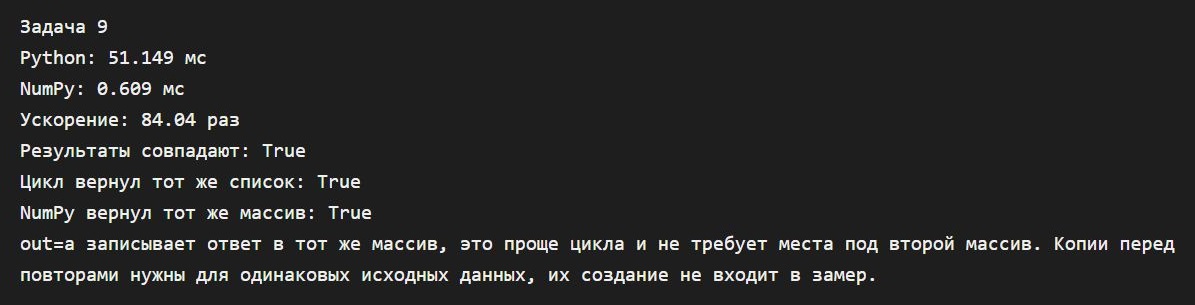 Задача 9
Python: 51.149 мс
NumPy: 0.609 мс
Ускорение: 84.04 раз
Результаты совпадают: True
Цикл вернул тот же список: True
NumPy вернул тот же массив: True
out=a записывает ответ в тот же массив, это проще цикла и не требует места под второй массив. Копии перед
повторами нужны для одинаковых исходных данных, их создание не входит в замер.